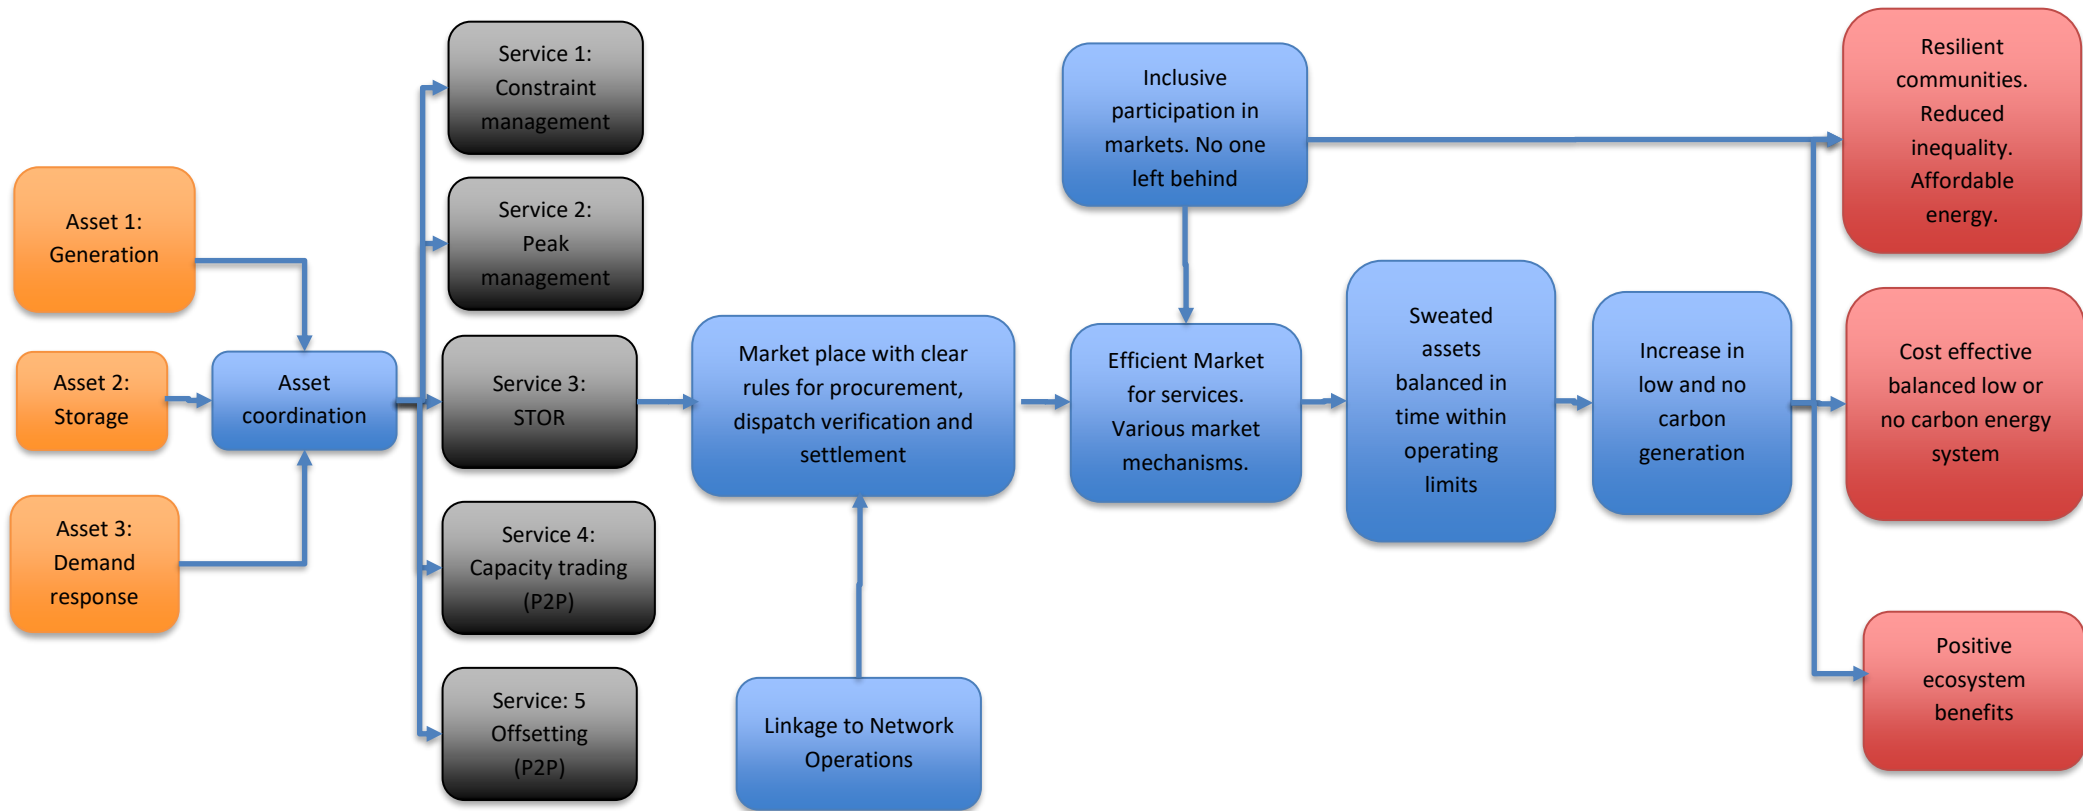 Asset 1:
Generation
Asset 2:
Storage
Asset 3:
Demand
response
Asset
coordination
Service 1:
Constraint
management
Service 2:
Peak
management
Service 3:
STOR
Service 4:
Capacity trading
(P2P)
Service: 5
Offsetting
(P2P)
Market place with clear
rules for procurement,
dispatch verification and
settlement
Linkage to Network
Operations
Inclusive
participation in
markets. No one
left behind
Efficient Market
for services.
Various market
mechanisms.
Sweated
assets
balanced in
time within
operating
limits
Increase in
low and no
carbon
generation
Resilient
communities.
Reduced
inequality.
Affordable
energy.
Cost effective
balanced low or
no carbon energy
system
Positive
ecosystem
benefits